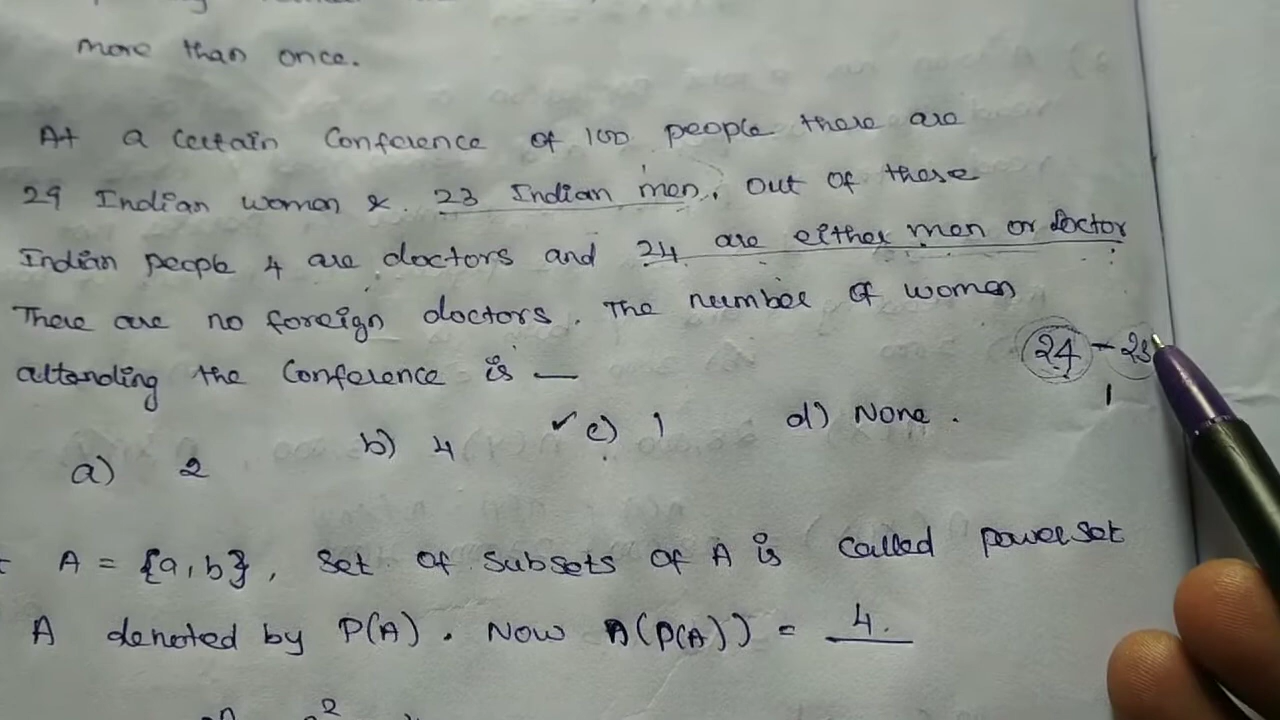 more than once.
At a certain Conference of 100 people there are
29 Indian women & 23 Indian men. out of these
Indian people 4 are doctors and 24 are either men or doctor
There are no foreign doctors. The number of women
attending the Conference is —
24 - 23
1
a) 2 b) 4 ✓ c) 1 d) None.
A = {a, b}, Set of subsets of A is called powerset
A denoted by P(A). Now n(P(A)) = 4.
2